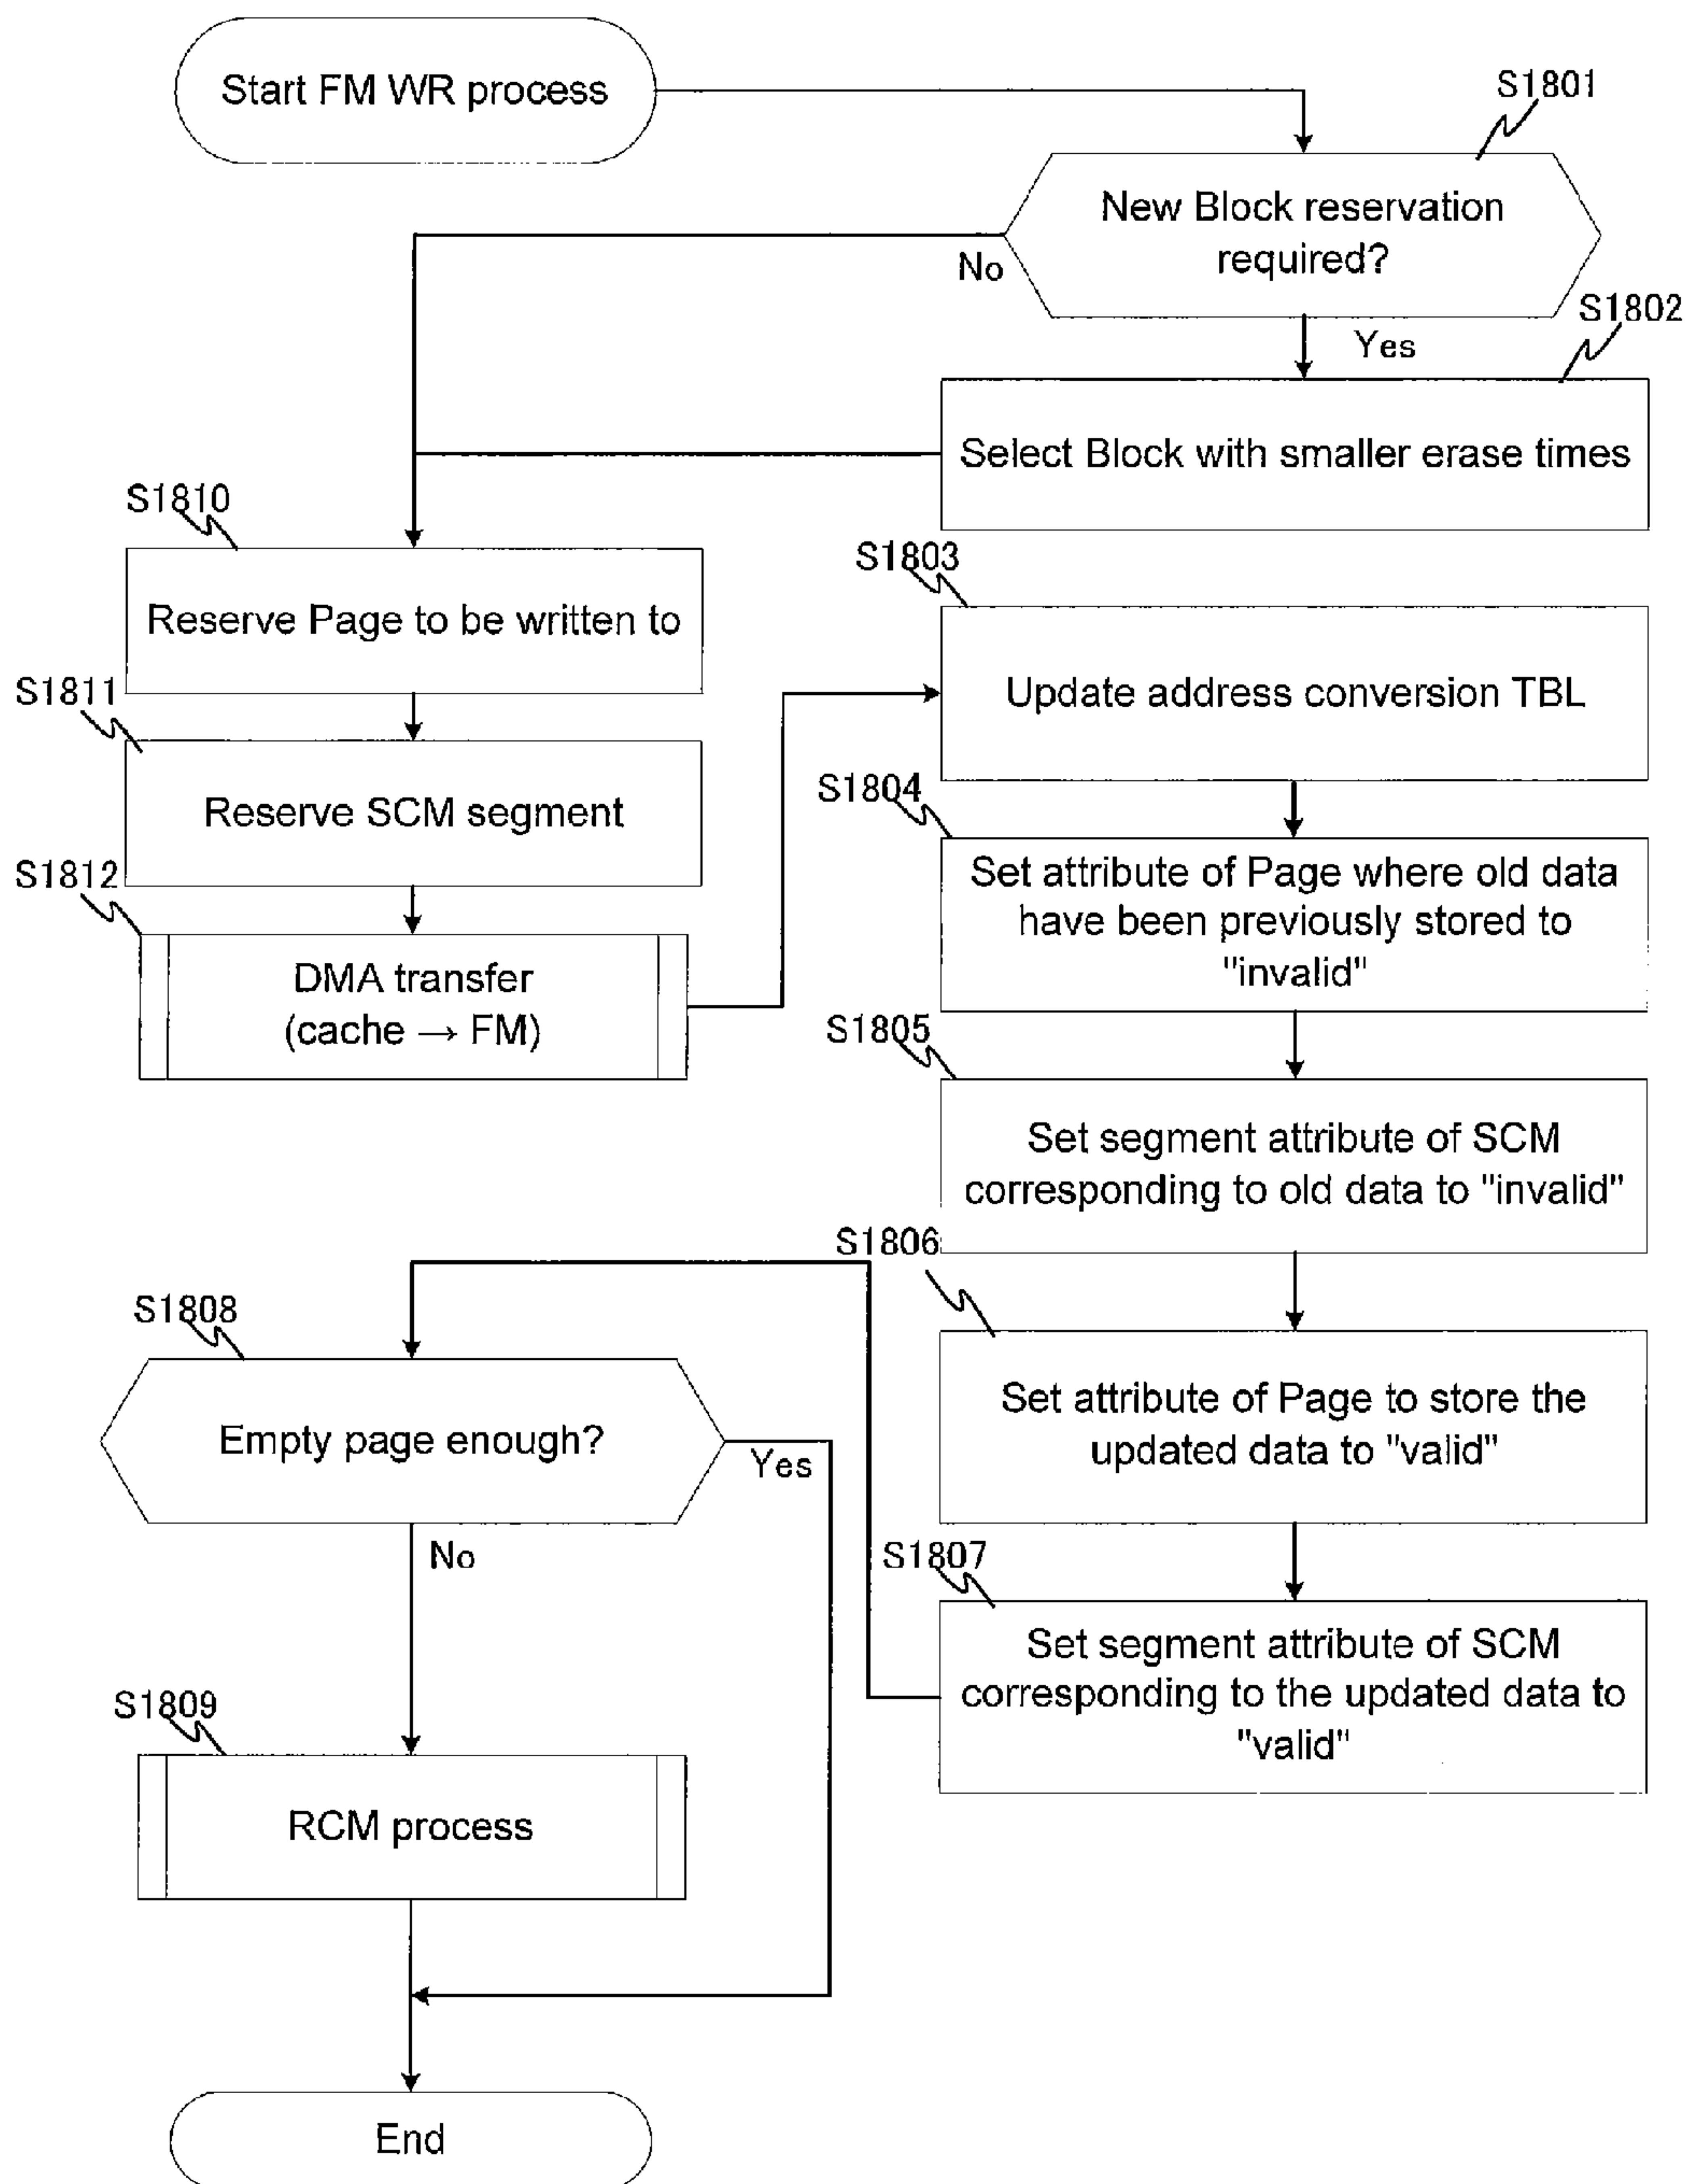 Start FM WR process
S1801
New Block reservation
required?
No
Yes
S1802
Select Block with smaller erase times
S1810
Reserve Page to be written to
S1811
Reserve SCM segment
S1812
DMA transfer
(cache → FM)
S1803
Update address conversion TBL
S1804
Set attribute of Page where old data
have been previously stored to
"invalid"
S1805
Set segment attribute of SCM
corresponding to old data to "invalid"
S1806
Set attribute of Page to store the
updated data to "valid"
S1807
Set segment attribute of SCM
corresponding to the updated data to
"valid"
S1808
Empty page enough?
Yes
No
S1809
RCM process
End